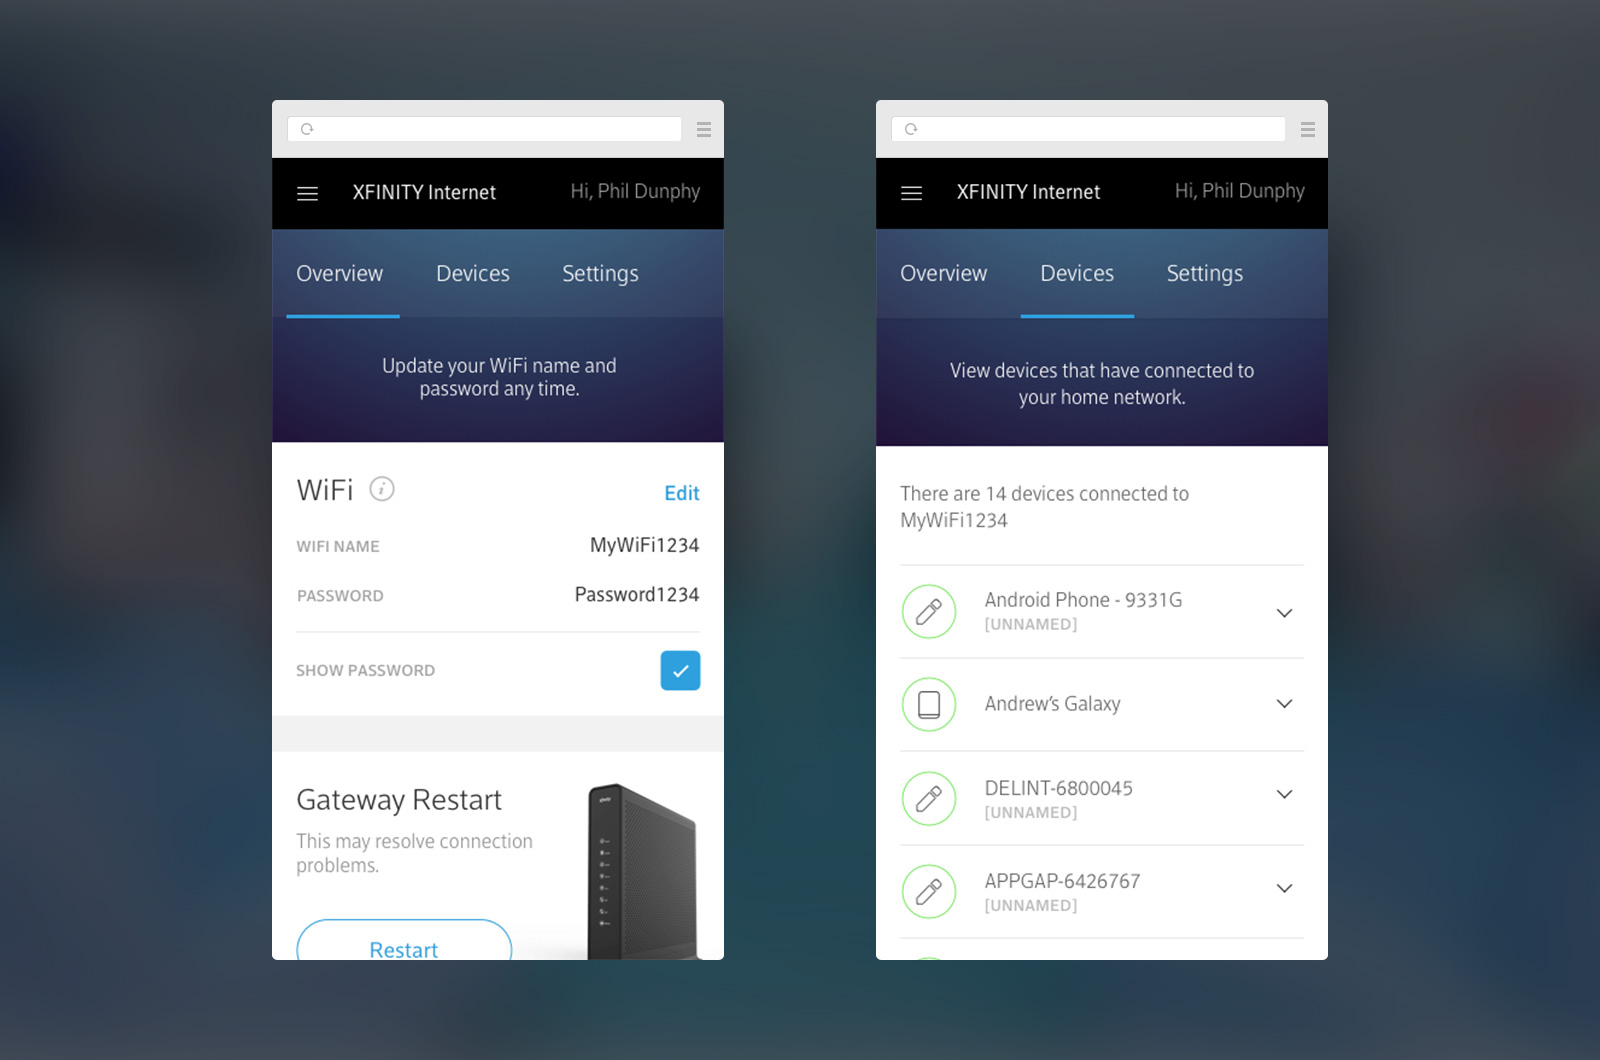 XFINITY Internet
Hi, Phil Dunphy
Overview
Devices
Settings
Update your WiFi name and
password any time.
WiFi
Edit
WIFI NAME
MyWiFi1234
PASSWORD
Password1234
SHOW PASSWORD
Gateway Restart
This may resolve connection
problems.
xfinity
Restart
XFINITY Internet
Hi, Phil Dunphy
Overview
Devices
Settings
View devices that have connected to
your home network.
There are 14 devices connected to
MyWiFi1234
Android Phone - 9331G
[UNNAMED]
Andrew’s Galaxy
DELINT-6800045
[UNNAMED]
APPGAP-6426767
[UNNAMED]